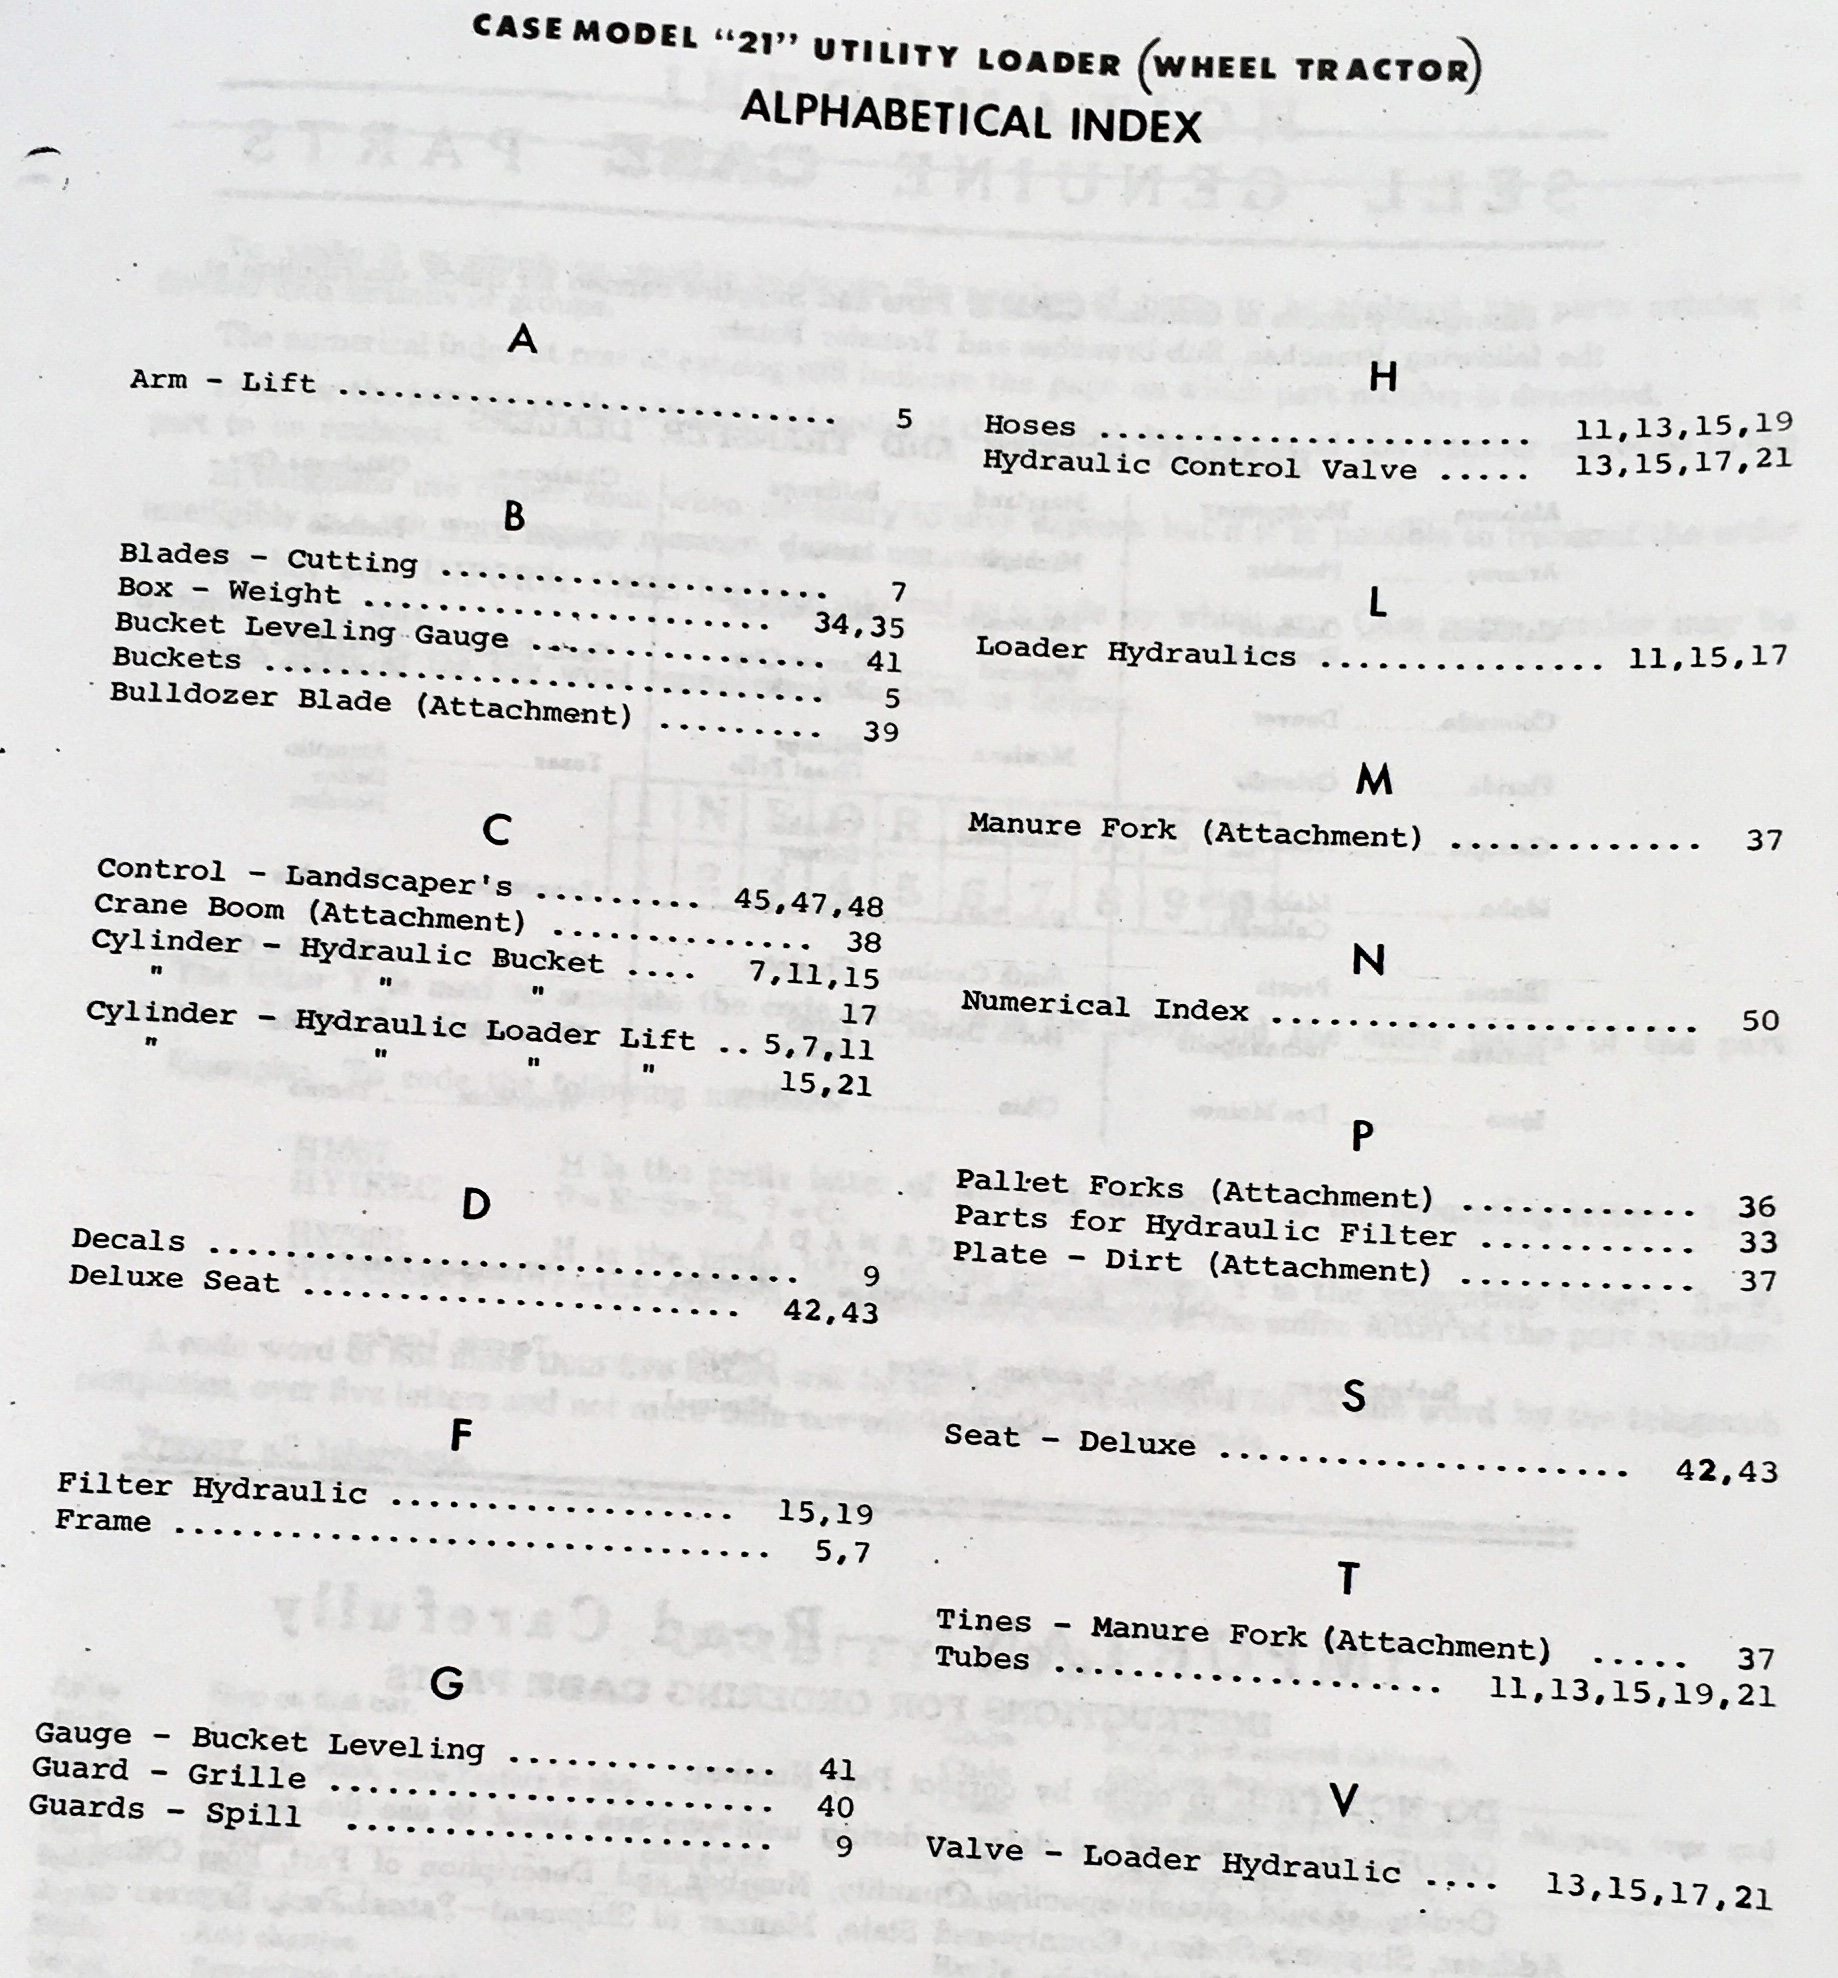 CASE MODEL "21" UTILITY LOADER (WHEEL TRACTOR)
ALPHABETICAL INDEX
A
Arm - Lift .......................... 5
B
Blades - Cutting .................... 7
Box - Weight ...................... 34,35
Bucket Leveling Gauge ............... 41
Buckets ............................. 5
Bulldozer Blade (Attachment) ......... 39
C
Control - Landscaper's ......... 45,47,48
Crane Boom (Attachment) .............. 38
Cylinder - Hydraulic Bucket .... 7,11,15
" " " 17
Cylinder - Hydraulic Loader Lift .. 5,7,11
" " " " 15,21
D
Decals ............................... 9
Deluxe Seat ....................... 42,43
F
Filter Hydraulic .................. 15,19
Frame ............................... 5,7
G
Gauge - Bucket Leveling ............. 41
Guard - Grille ....................... 40
Guards - Spill ...................... 9
H
Hoses ....................... 11,13,15,19
Hydraulic Control Valve ..... 13,15,17,21
L
Loader Hydraulics ............... 11,15,17
M
Manure Fork (Attachment) ............. 37
N
Numerical Index ....................... 50
P
Pallet Forks (Attachment) ............ 36
Parts for Hydraulic Filter ........... 33
Plate - Dirt (Attachment) ............ 37
S
Seat - Deluxe ...................... 42,43
T
Tines - Manure Fork (Attachment) ..... 37
Tubes .................... 11,13,15,19,21
V
Valve - Loader Hydraulic .... 13,15,17,21